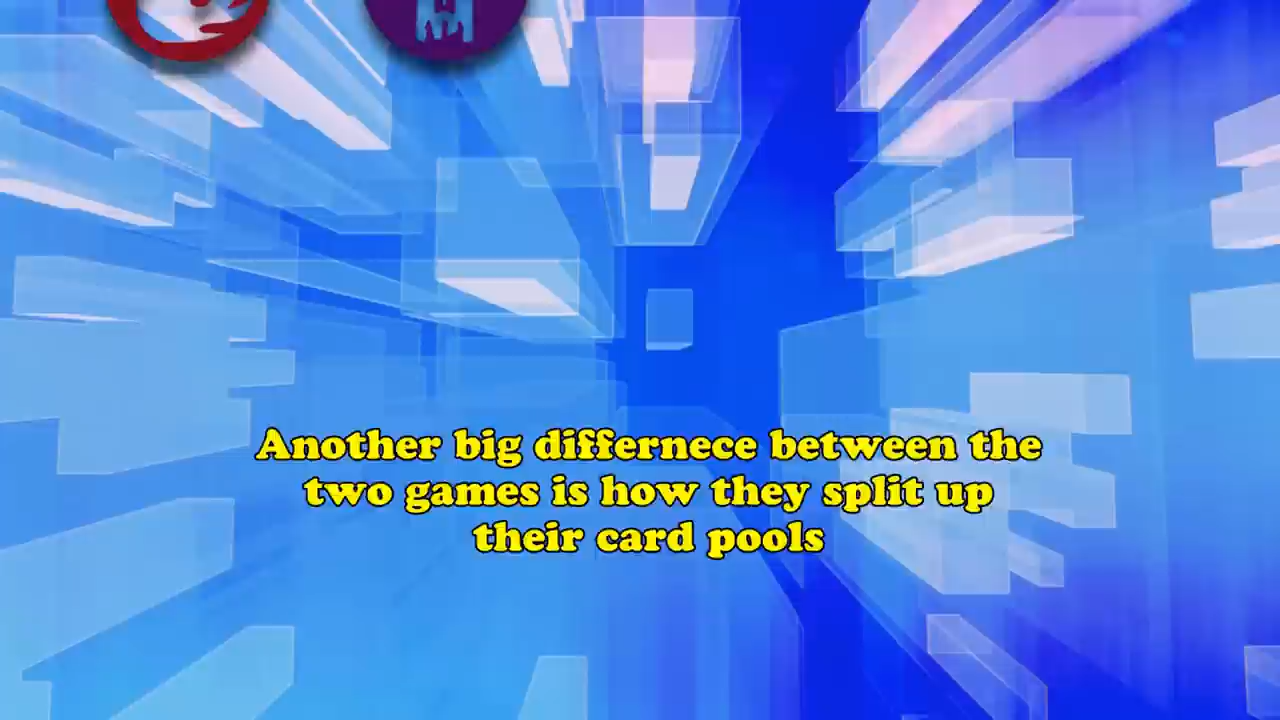 Another big differnece between the
two games is how they split up
their card pools